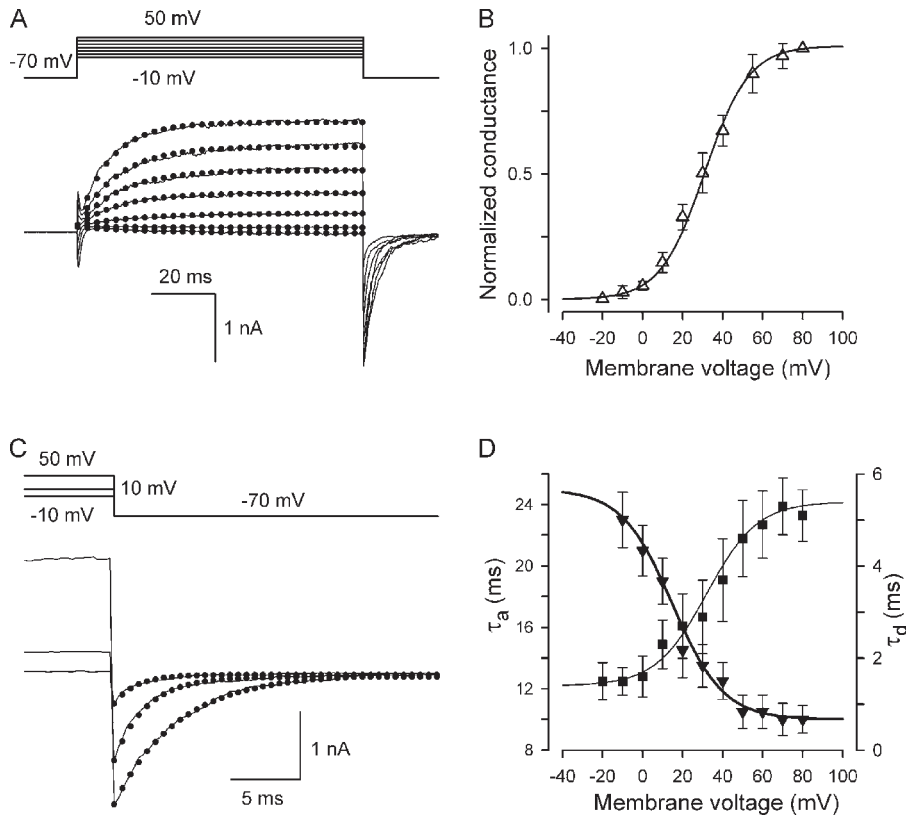 A
50 mV
-70 mV
-10 mV
20 ms
1 nA
B
Normalized conductance
1.0
0.5
0.0
-40 -20 0 20 40 60 80 100
Membrane voltage (mV)
C
50 mV
10 mV
-10 mV
-70 mV
1 nA
5 ms
D
τa (ms)
24
20
16
12
8
6
4
2
0
τd (ms)
-40 -20 0 20 40 60 80 100
Membrane voltage (mV)